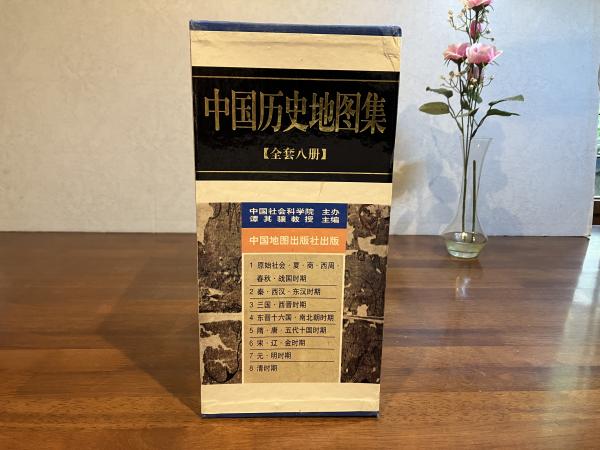 中国历史地图集
【全套八册】
中国社会科学院 主办
谭其骧教授 主编
中国地图出版社出版
1 原始社会·夏·商·西周·
春秋·战国时期
2 秦·西汉·东汉时期
3 三国·西晋时期
4 东晋十六国·南北朝时期
5 隋·唐·五代十国时期
6 宋·辽·金时期
7 元·明时期
8 清时期